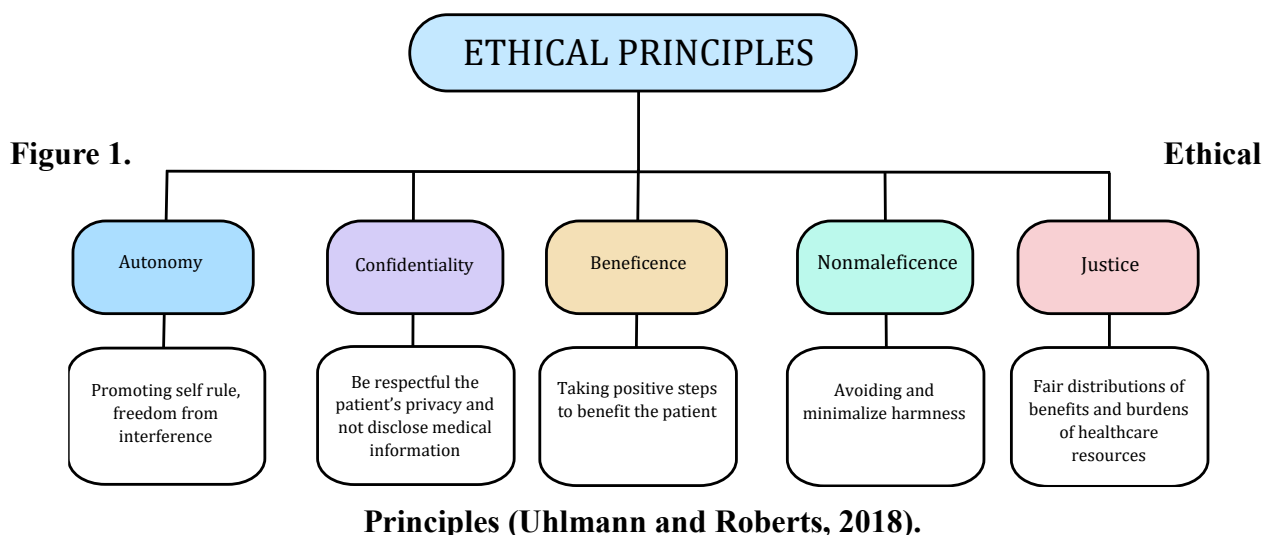 ETHICAL PRINCIPLES
Figure 1.
Ethical
Autonomy
Confidentiality
Beneficence
Nonmaleficence
Justice
Promoting self rule,
freedom from
interference
Be respectful the
patient’s privacy and
not disclose medical
information
Taking positive steps
to benefit the patient
Avoiding and
minimalize harmness
Fair distributions of
benefits and burdens
of healthcare
resources
Principles (Uhlmann and Roberts, 2018).